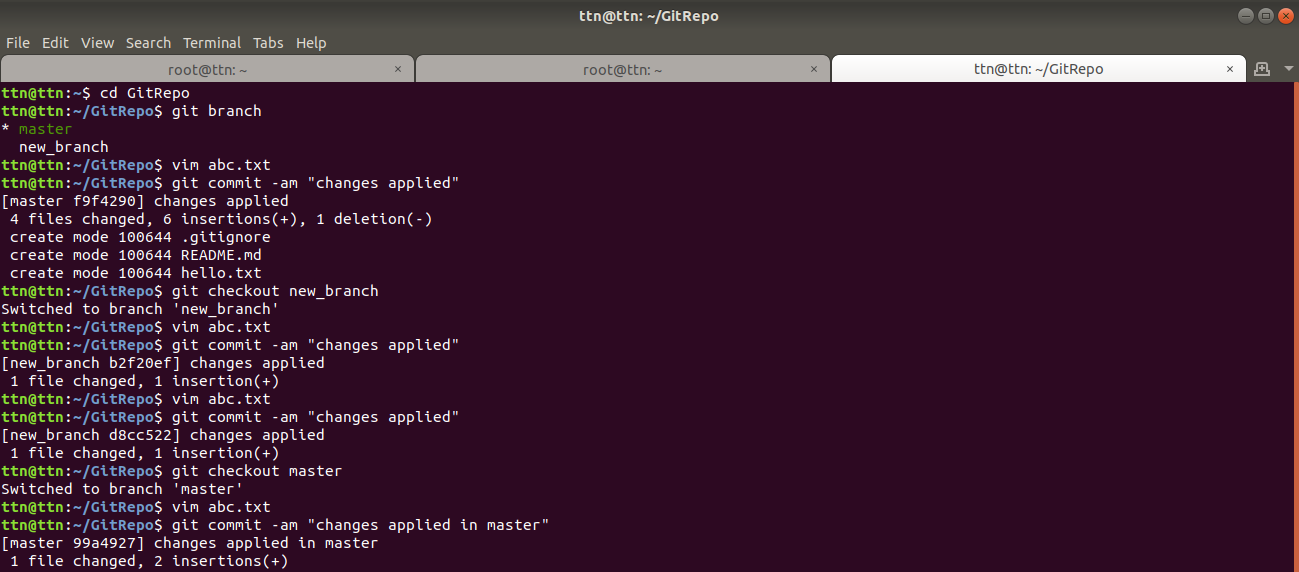 ttn@ttn: ~/GitRepo
File Edit View Search Terminal Tabs Help
root@ttn: ~ × root@ttn: ~ × ttn@ttn: ~/GitRepo ×
ttn@ttn:~$ cd GitRepo
ttn@ttn:~/GitRepo$ git branch
* master
  new_branch
ttn@ttn:~/GitRepo$ vim abc.txt
ttn@ttn:~/GitRepo$ git commit -am "changes applied"
[master f9f4290] changes applied
 4 files changed, 6 insertions(+), 1 deletion(-)
 create mode 100644 .gitignore
 create mode 100644 README.md
 create mode 100644 hello.txt
ttn@ttn:~/GitRepo$ git checkout new_branch
Switched to branch 'new_branch'
ttn@ttn:~/GitRepo$ vim abc.txt
ttn@ttn:~/GitRepo$ git commit -am "changes applied"
[new_branch b2f20ef] changes applied
 1 file changed, 1 insertion(+)
ttn@ttn:~/GitRepo$ vim abc.txt
ttn@ttn:~/GitRepo$ git commit -am "changes applied"
[new_branch d8cc522] changes applied
 1 file changed, 1 insertion(+)
ttn@ttn:~/GitRepo$ git checkout master
Switched to branch 'master'
ttn@ttn:~/GitRepo$ vim abc.txt
ttn@ttn:~/GitRepo$ git commit -am "changes applied in master"
[master 99a4927] changes applied in master
 1 file changed, 2 insertions(+)